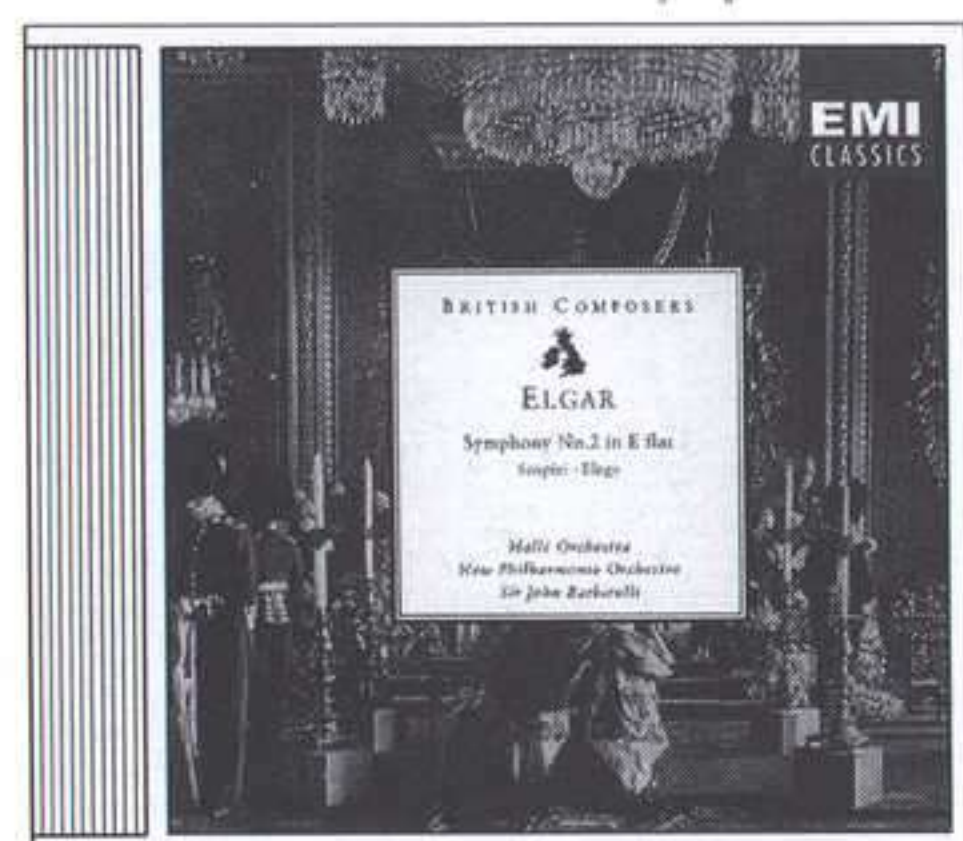 EMI
CLASSICS
BRITISH COMPOSERS
ELGAR
Symphony No.2 in E flat
Sospiri · Elegy
Hallé Orchestra
New Philharmonia Orchestra
Sir John Barbirolli